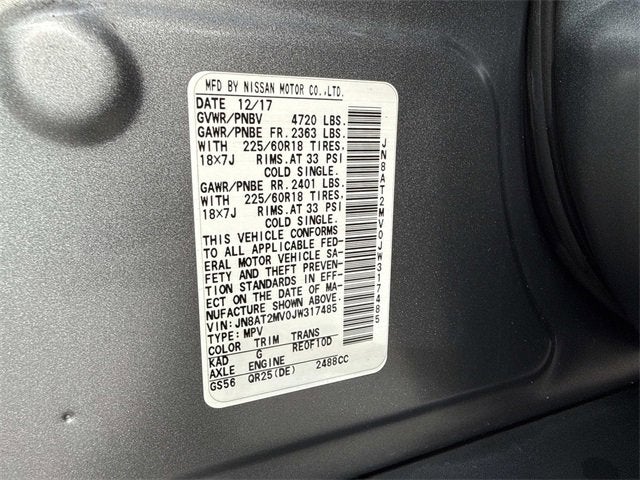 MFD BY NISSAN MOTOR CO.,LTD.
DATE 12/17
GVWR/PNBV 4720 LBS.
GAWR/PNBE FR. 2363 LBS.
WITH 225/60R18 TIRES.
18×7J RIMS.AT 33 PSI
COLD SINGLE.
GAWR/PNBE RR. 2401 LBS.
WITH 225/60R18 TIRES.
18×7J RIMS.AT 33 PSI
COLD SINGLE.
THIS VEHICLE CONFORMS
TO ALL APPLICABLE FED-
ERAL MOTOR VEHICLE SA-
FETY AND THEFT PREVEN-
TION STANDARDS IN EFF-
ECT ON THE DATE OF MA-
NUFACTURE SHOWN ABOVE.
VIN: JN8AT2MV0JW317485
TYPE: MPV
COLOR TRIM TRANS
KAD G RE0F10D
AXLE ENGINE
GS56 QR25(DE) 2488CC
JN8AT2MV0JW317485